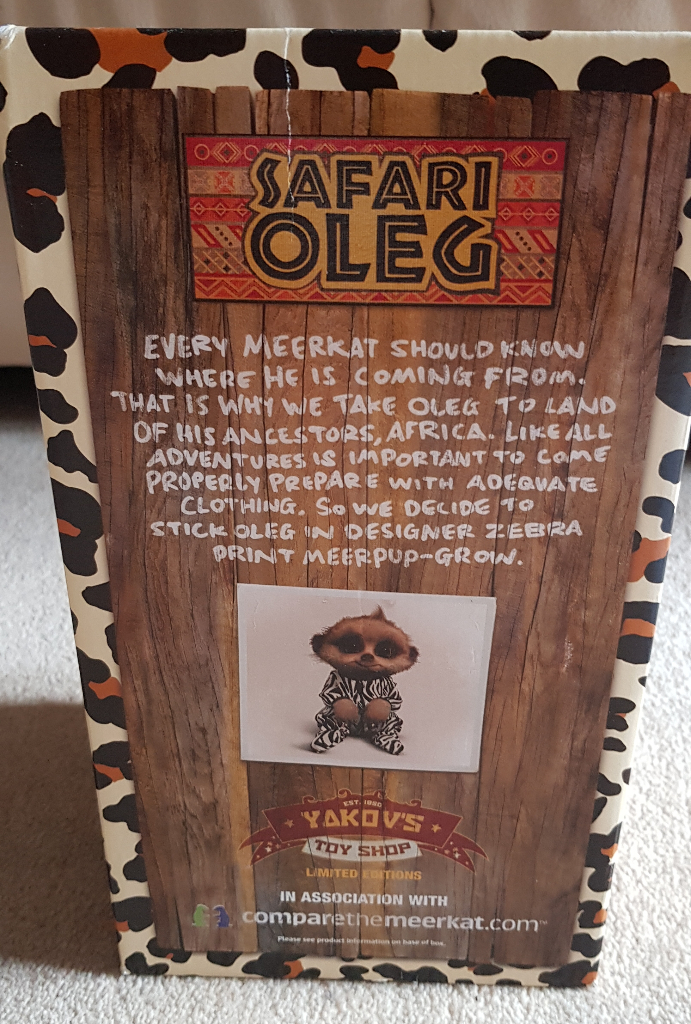 SAFARI
OLEG
EVERY MEERKAT SHOULD KNOW
WHERE HE IS COMING FROM.
THAT IS WHY WE TAKE OLEG TO LAND
OF HIS ANCESTORS, AFRICA. LIKE ALL
ADVENTURES IS IMPORTANT TO COME
PROPERLY PREPARE WITH ADEQUATE
CLOTHING. SO WE DECIDE TO
STICK OLEG IN DESIGNER ZEBRA
PRINT MEERPUP-GROW.
EST. 1980
YAKOV'S
TOY SHOP
LIMITED EDITIONS
IN ASSOCIATION WITH
comparethemeerkat.com™
Please see product information on base of box.